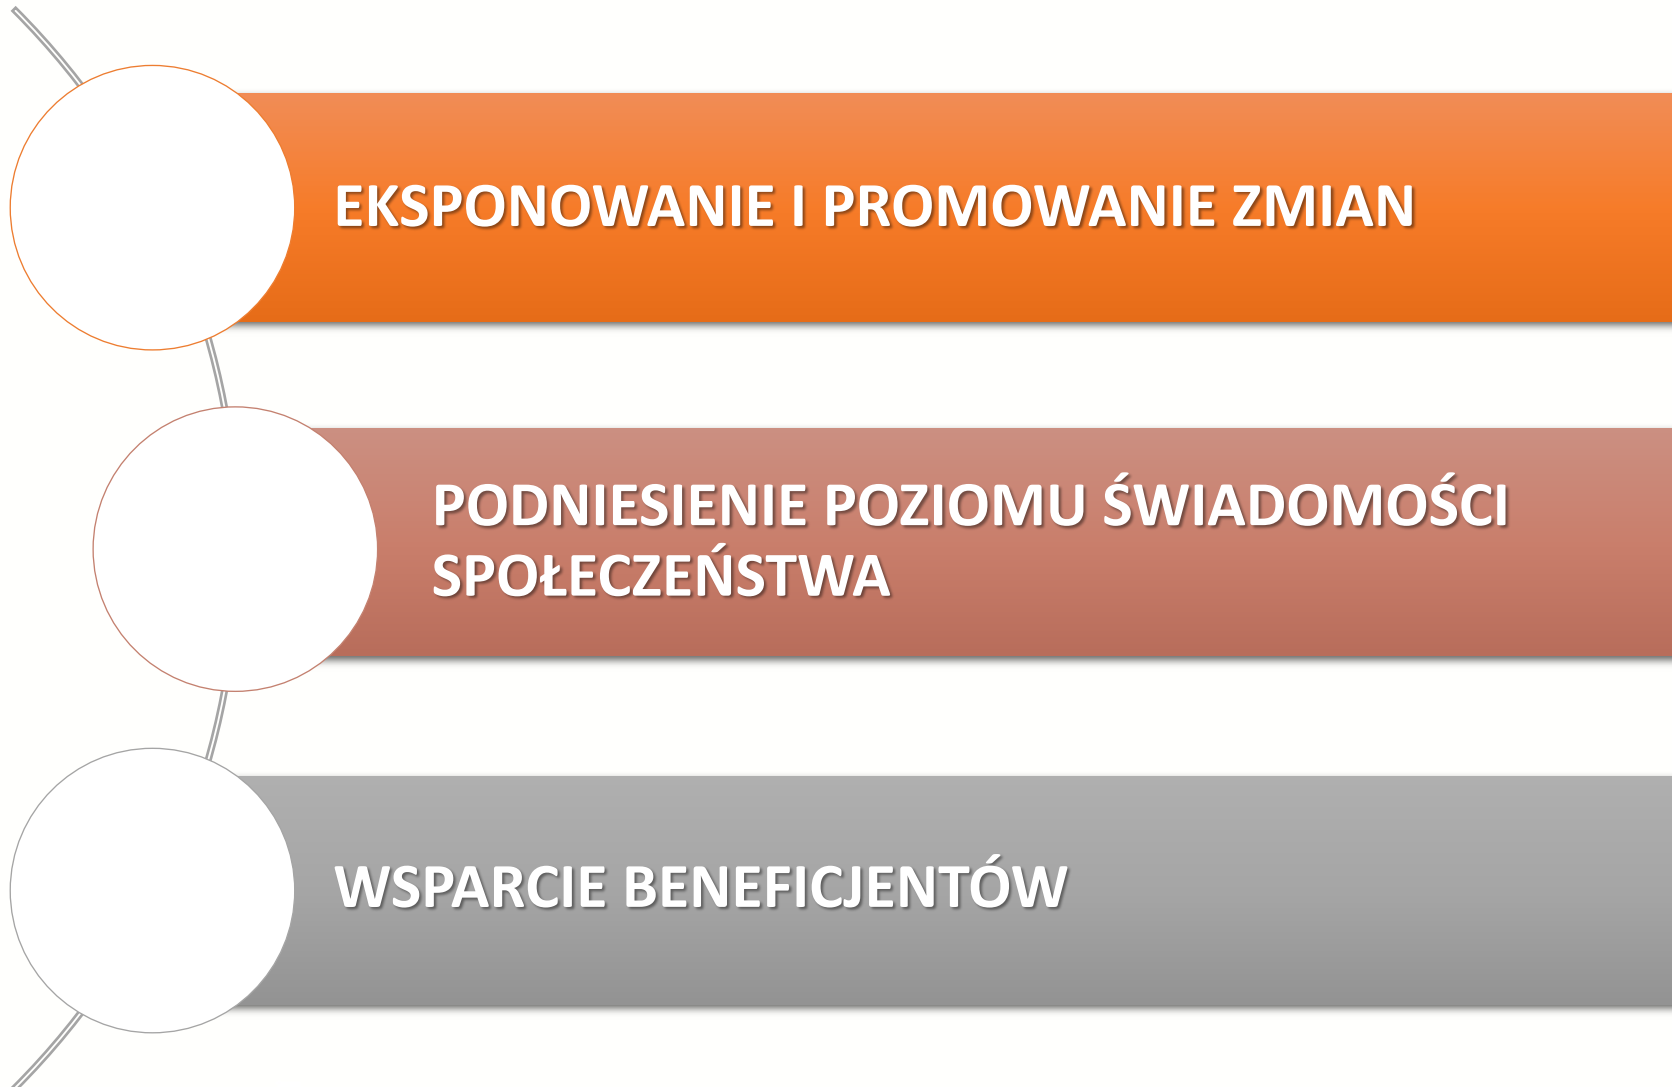 EKSPONOWANIE I PROMOWANIE ZMIAN
PODNIESIENIE POZIOMU ŚWIADOMOŚCI
SPOŁECZEŃSTWA
WSPARCIE BENEFICJENTÓW